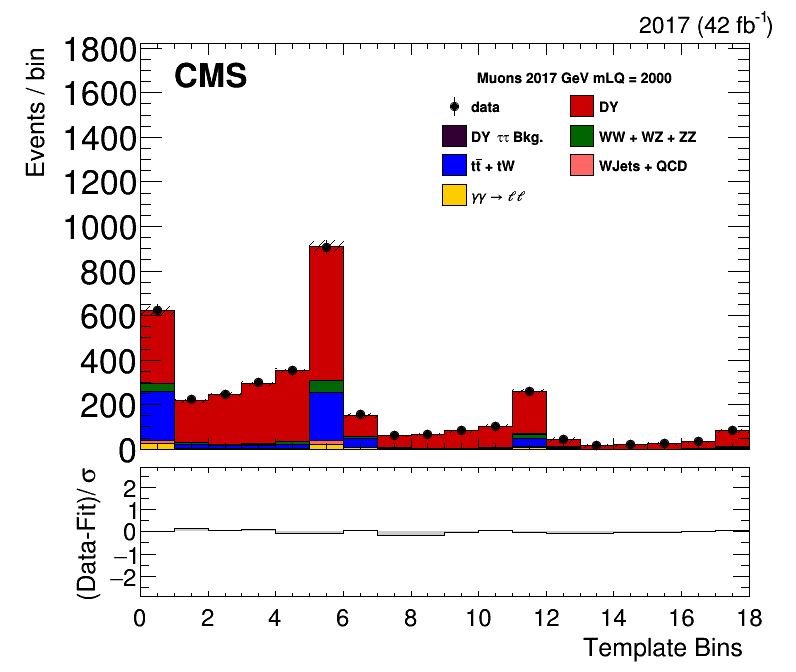 2017 (42 fb-1)
Events / bin
1800
1600
1400
1200
1000
800
600
400
200
0
CMS
Muons 2017 GeV mLQ = 2000
data
DY
DY ττ Bkg.
WW + WZ + ZZ
tt̄ + tW
WJets + QCD
γγ → ℓℓ
(Data-Fit)/σ
2
1
0
−1
−2
0 2 4 6 8 10 12 14 16 18
Template Bins